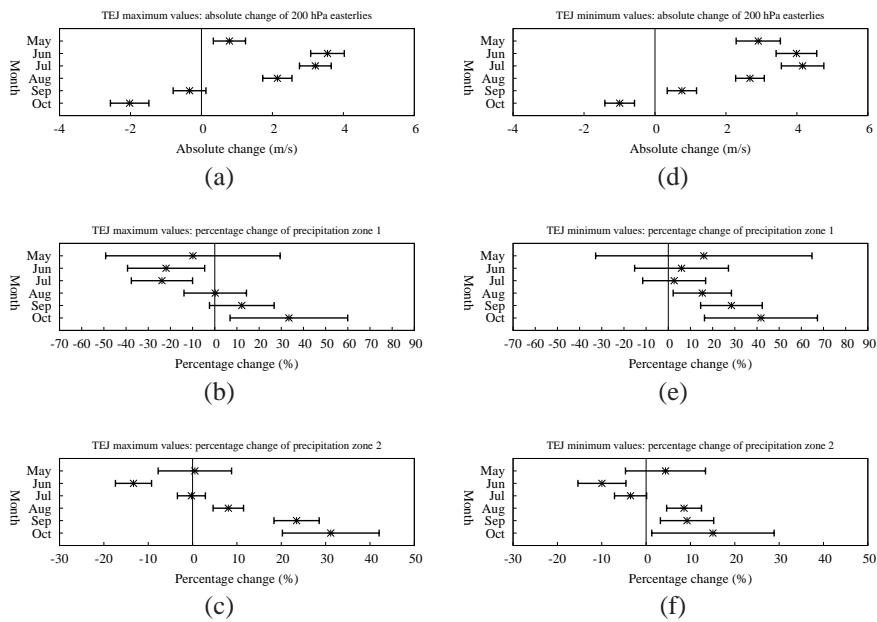 TEJ maximum values: absolute change of 200 hPa easterlies
Month
May
Jun
Jul
Aug
Sep
Oct
-4 -2 0 2 4 6
Absolute change (m/s)
(a)
TEJ minimum values: absolute change of 200 hPa easterlies
Month
May
Jun
Jul
Aug
Sep
Oct
-4 -2 0 2 4 6
Absolute change (m/s)
(d)
TEJ maximum values: percentage change of precipitation zone 1
Month
May
Jun
Jul
Aug
Sep
Oct
-70 -60 -50 -40 -30 -20 -10 0 10 20 30 40 50 60 70 80 90
Percentage change (%)
(b)
TEJ minimum values: percentage change of precipitation zone 1
Month
May
Jun
Jul
Aug
Sep
Oct
-70 -60 -50 -40 -30 -20 -10 0 10 20 30 40 50 60 70 80 90
Percentage change (%)
(e)
TEJ maximum values: percentage change of precipitation zone 2
Month
May
Jun
Jul
Aug
Sep
Oct
-30 -20 -10 0 10 20 30 40 50
Percentage change (%)
(c)
TEJ minimum values: percentage change of precipitation zone 2
Month
May
Jun
Jul
Aug
Sep
Oct
-30 -20 -10 0 10 20 30 40 50
Percentage change (%)
(f)